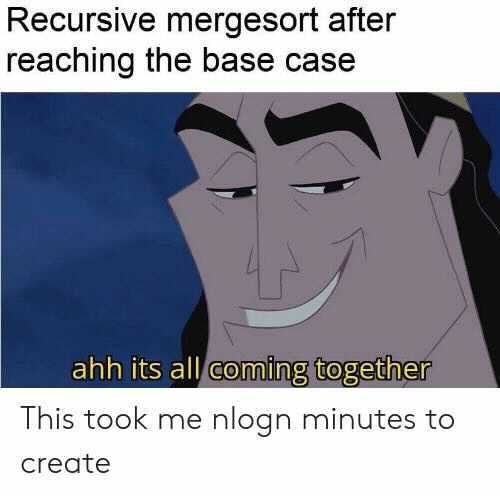 Recursive mergesort after
reaching the base case
ahh its all coming together
This took me nlogn minutes to
create